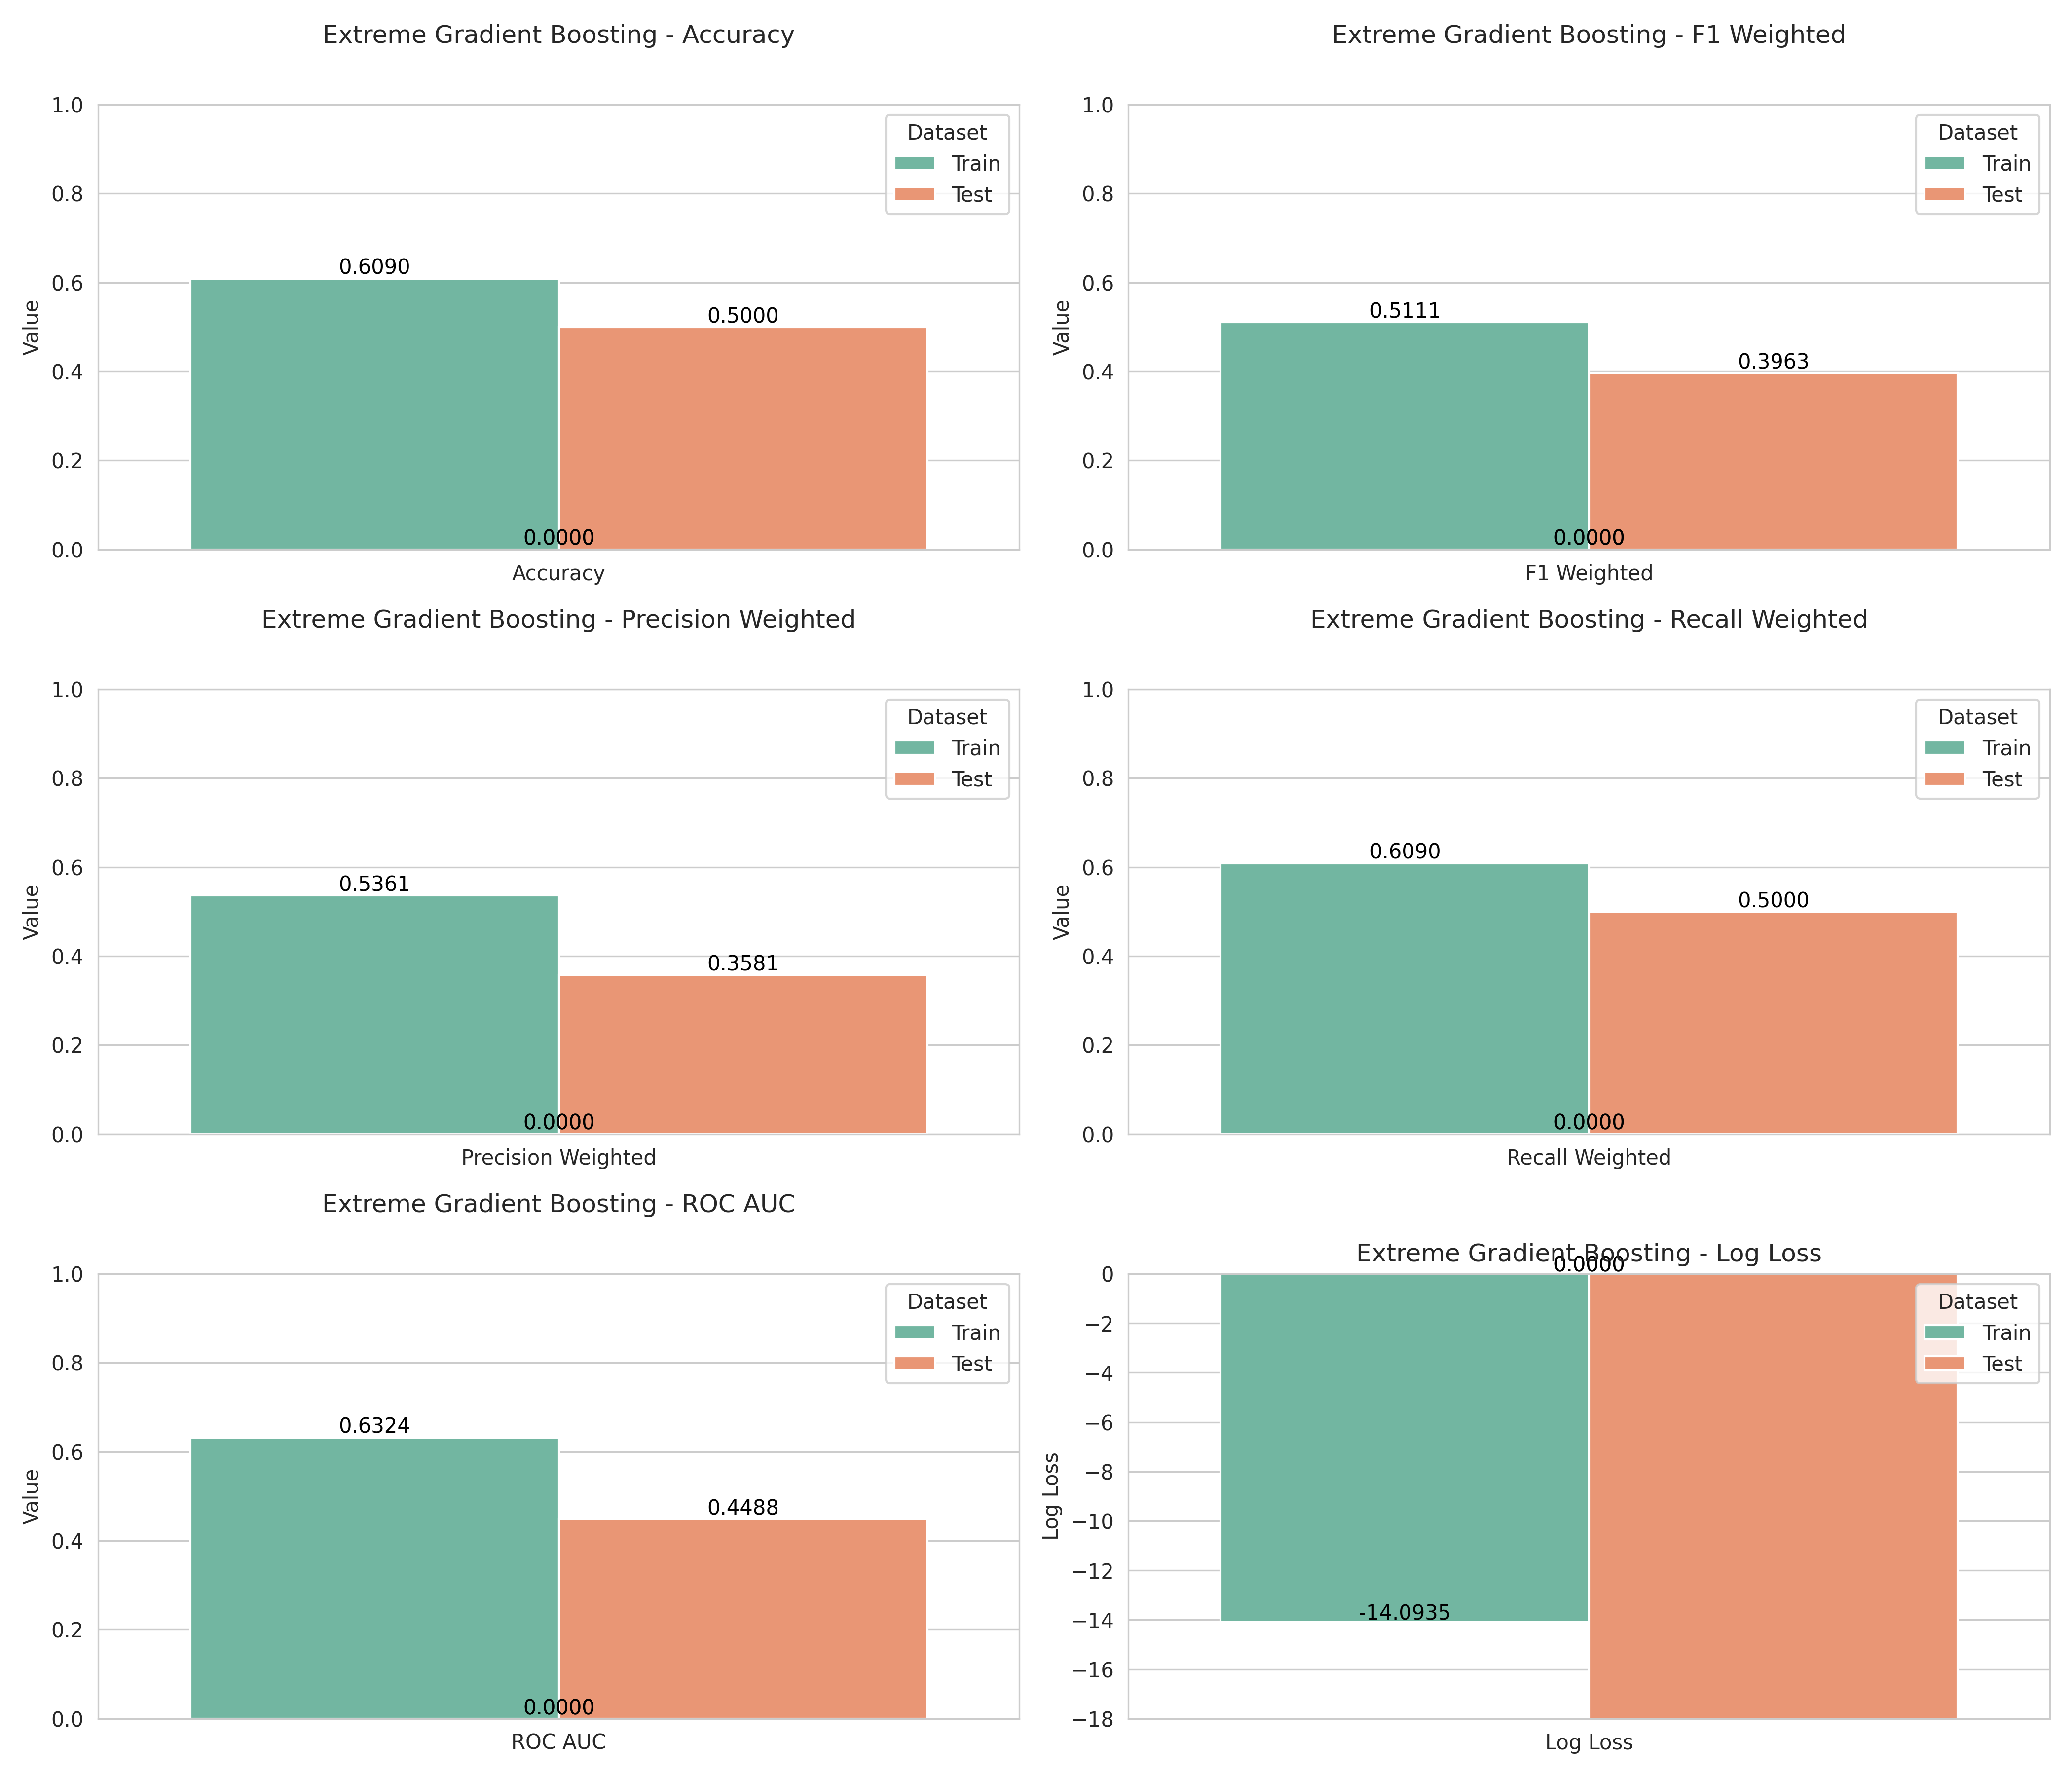 Extreme Gradient Boosting - Accuracy
Value
1.0
0.8
0.6
0.4
0.2
0.0
Dataset
Train
Test
0.6090
0.5000
0.0000
Accuracy
Extreme Gradient Boosting - F1 Weighted
Value
1.0
0.8
0.6
0.4
0.2
0.0
Dataset
Train
Test
0.5111
0.3963
0.0000
F1 Weighted
Extreme Gradient Boosting - Precision Weighted
Value
1.0
0.8
0.6
0.4
0.2
0.0
Dataset
Train
Test
0.5361
0.3581
0.0000
Precision Weighted
Extreme Gradient Boosting - Recall Weighted
Value
1.0
0.8
0.6
0.4
0.2
0.0
Dataset
Train
Test
0.6090
0.5000
0.0000
Recall Weighted
Extreme Gradient Boosting - ROC AUC
Value
1.0
0.8
0.6
0.4
0.2
0.0
Dataset
Train
Test
0.6324
0.4488
0.0000
ROC AUC
Extreme Gradient Boosting - Log Loss
0.0000
Log Loss
0
−2
−4
−6
−8
−10
−12
−14
−16
−18
Dataset
Train
Test
-14.0935
Log Loss